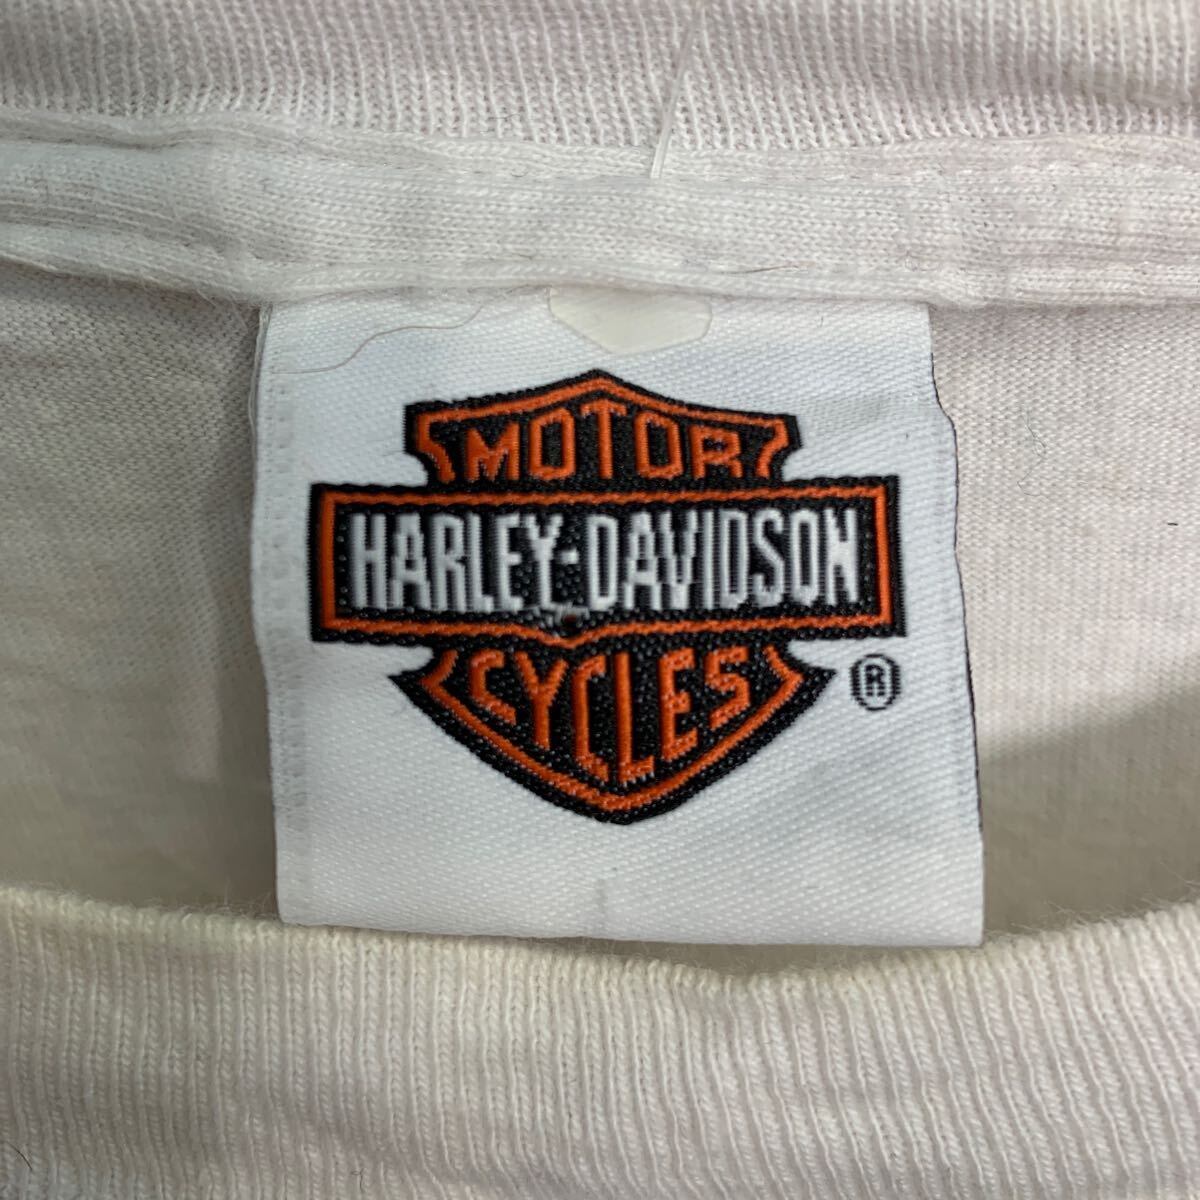 MOTOR
HARLEY-DAVIDSON
CYCLES
®